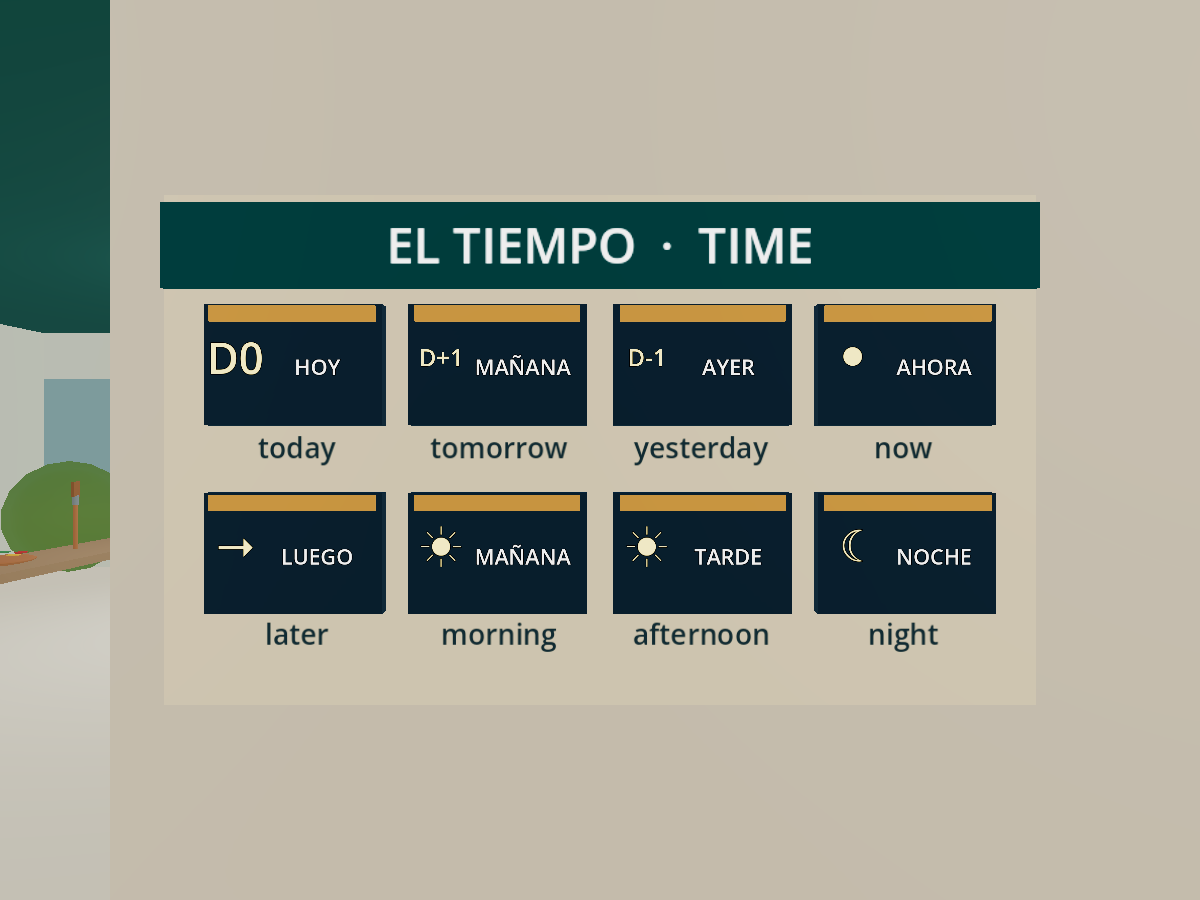 EL TIEMPO · TIME
D0 HOY
D+1 MAÑANA
D-1 AYER
● AHORA
today
tomorrow
yesterday
now
→ LUEGO
MAÑANA
TARDE
NOCHE
later
morning
afternoon
night